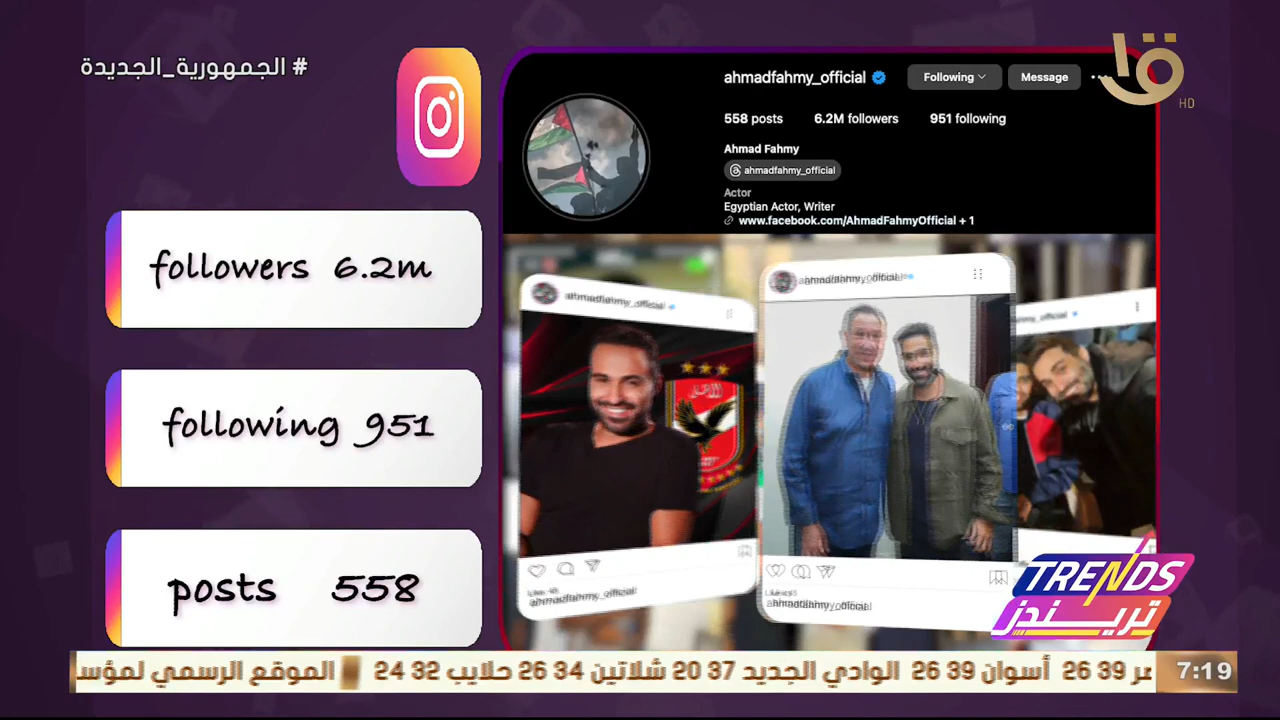 # الجمهورية_الجديدة
HD
ahmadfahmy_official
Following
Message
558 posts 6.2M followers 951 following
Ahmad Fahmy
ahmadfahmy_official
Actor
Egyptian Actor, Writer
www.facebook.com/AhmadFahmyOfficial + 1
followers 6.2m
following 951
posts 558
ahmadfahmy_official
ahmadfahmy_official
ahmadfahmy_official
ahmadfahmy_official
TRENDS
تريندز
مر 39 26 أسوان 39 26 الوادي الجديد 37 20 شلاتين 34 26 حلايب 32 24 الموقع الرسمي لمؤس
7:19